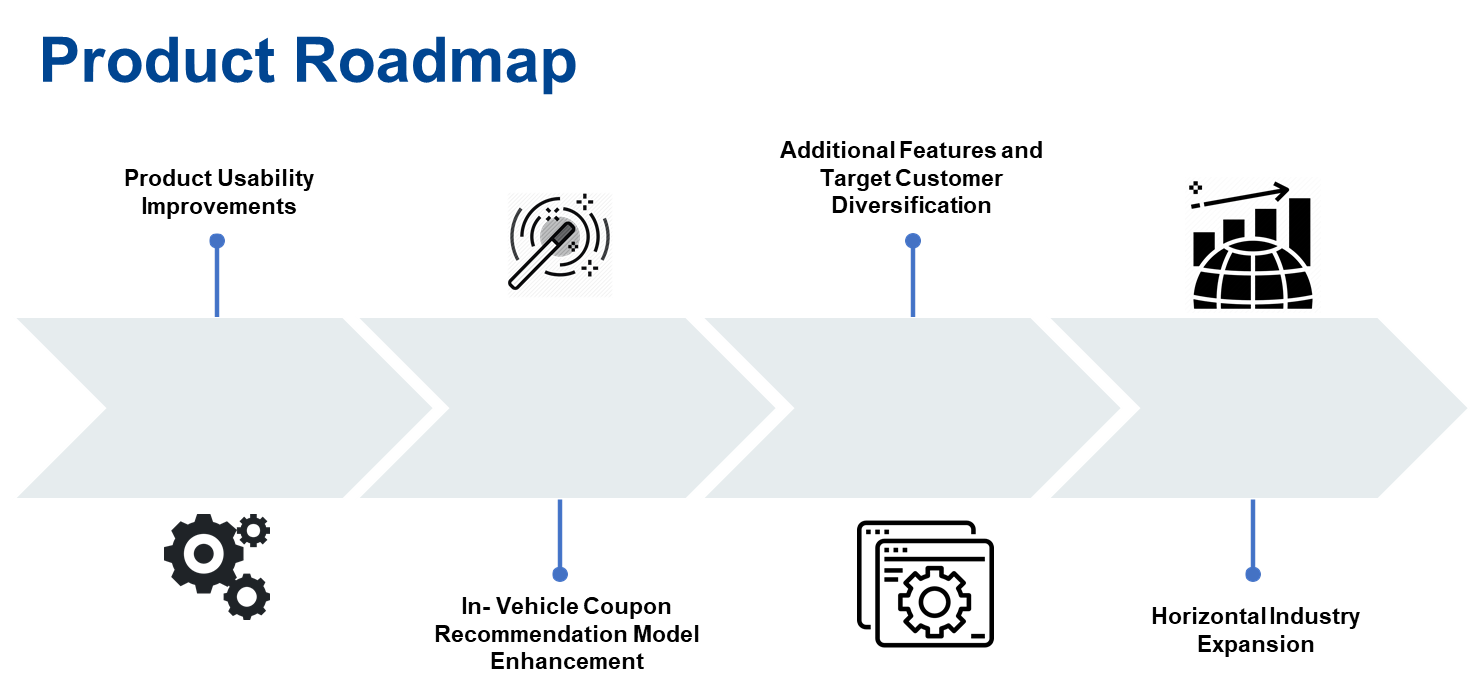 Product Roadmap
Product Usability
Improvements
In- Vehicle Coupon
Recommendation Model
Enhancement
Additional Features and
Target Customer
Diversification
Horizontal Industry
Expansion